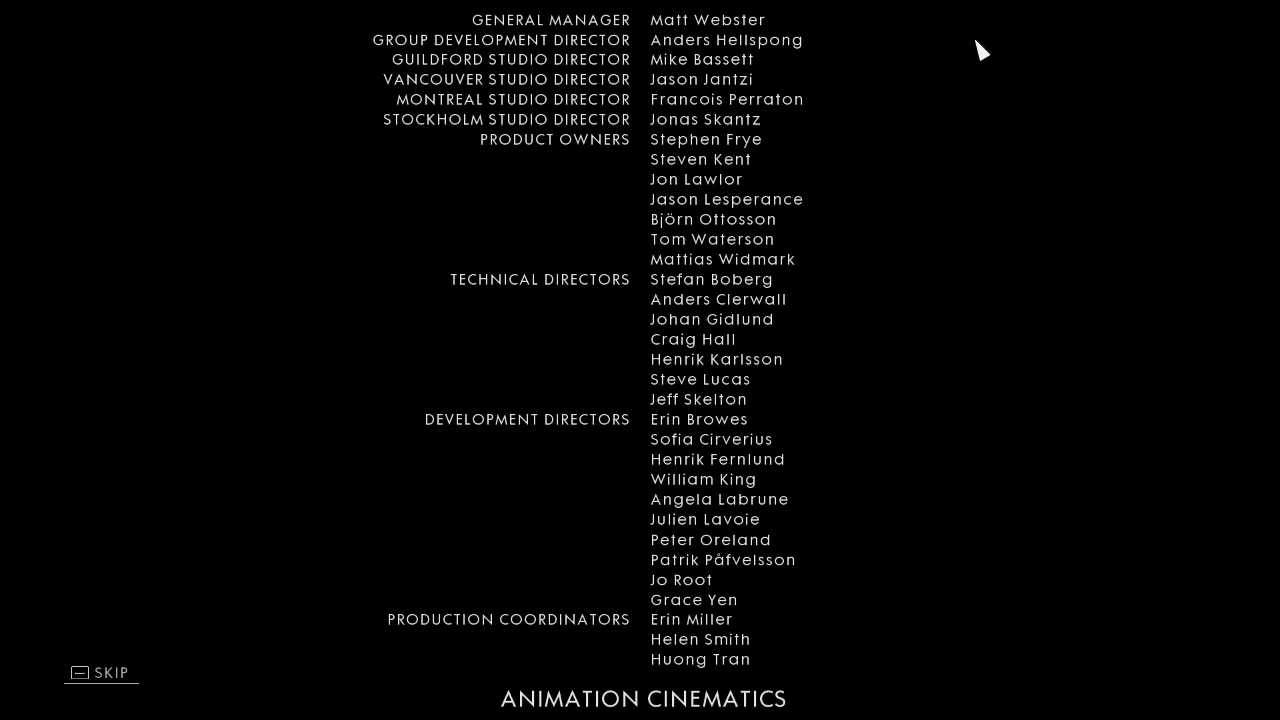 GENERAL MANAGER Matt Webster
GROUP DEVELOPMENT DIRECTOR Anders Hellspong
GUILDFORD STUDIO DIRECTOR Mike Bassett
VANCOUVER STUDIO DIRECTOR Jason Jantzi
MONTREAL STUDIO DIRECTOR Francois Perraton
STOCKHOLM STUDIO DIRECTOR Jonas Skantz
PRODUCT OWNERS Stephen Frye
Steven Kent
Jon Lawlor
Jason Lesperance
Björn Ottosson
Tom Waterson
Mattias Widmark
TECHNICAL DIRECTORS Stefan Boberg
Anders Clerwall
Johan Gidlund
Craig Hall
Henrik Karlsson
Steve Lucas
Jeff Skelton
DEVELOPMENT DIRECTORS Erin Browes
Sofia Cirverius
Henrik Fernlund
William King
Angela Labrune
Julien Lavoie
Peter Oreland
Patrik Påfvelsson
Jo Root
Grace Yen
PRODUCTION COORDINATORS Erin Miller
Helen Smith
Huong Tran
SKIP
ANIMATION CINEMATICS